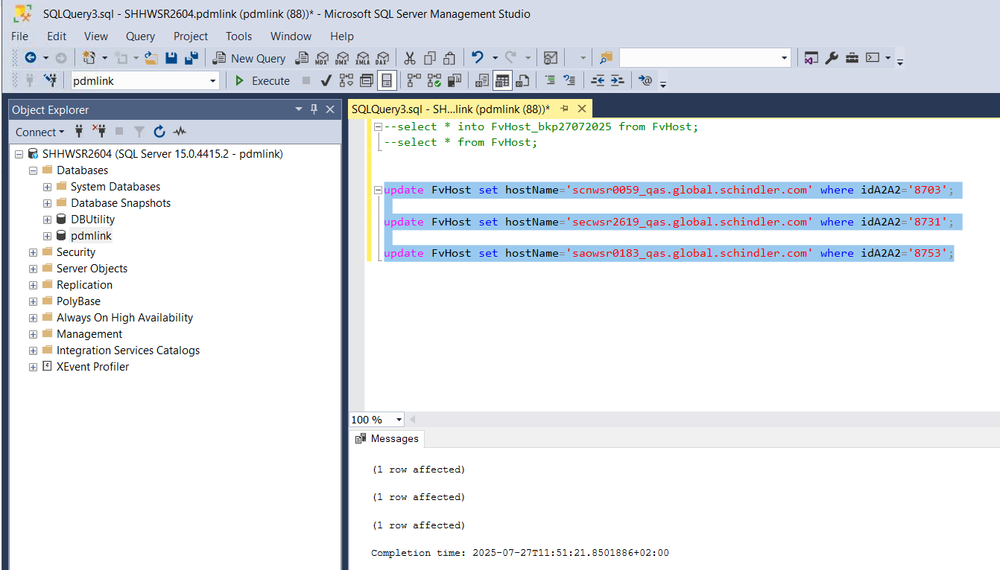 SQLQuery3.sql - SHHWSR2604.pdmlink (pdmlink (88))* - Microsoft SQL Server Management Studio
File Edit View Query Project Tools Window Help
New Query MDX DMX XMLA DAX
pdmlink Execute
Object Explorer
Connect
SHHWSR2604 (SQL Server 15.0.4415.2 - pdmlink)
Databases
System Databases
Database Snapshots
DBUtility
pdmlink
Security
Server Objects
Replication
PolyBase
Always On High Availability
Management
Integration Services Catalogs
XEvent Profiler
SQLQuery3.sql - SH...link (pdmlink (88))*
--select * into FvHost_bkp27072025 from FvHost;
--select * from FvHost;
update FvHost set hostName='scnwsr0059_qas.global.schindler.com' where idA2A2='8703';
update FvHost set hostName='secwsr2619_qas.global.schindler.com' where idA2A2='8731';
update FvHost set hostName='saowsr0183_qas.global.schindler.com' where idA2A2='8753';
100 %
Messages
(1 row affected)
(1 row affected)
(1 row affected)
Completion time: 2025-07-27T11:51:21.8501886+02:00